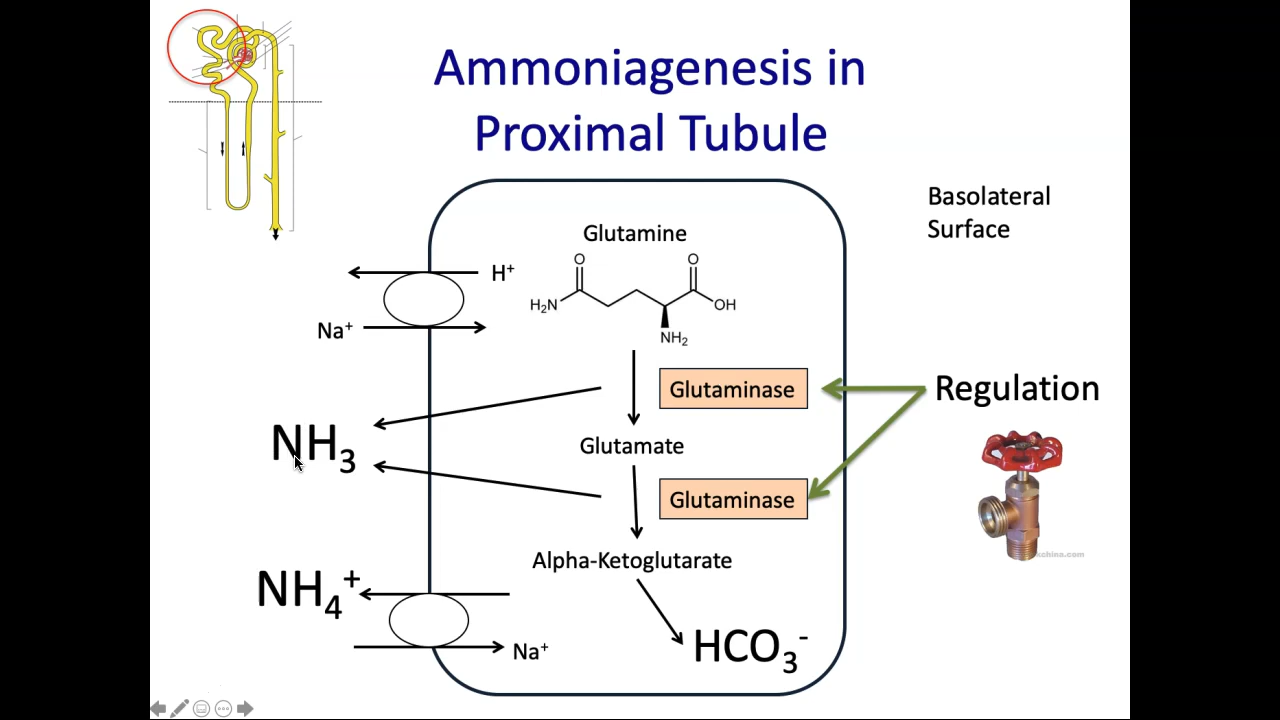 Ammoniagenesis in
Proximal Tubule
Basolateral
Surface
Glutamine
O
O
H₂N
OH
NH₂
H⁺
Na⁺
Glutaminase
Regulation
NH₃
Glutamate
Glutaminase
Alpha-Ketoglutarate
NH₄⁺
HCO₃⁻
Na⁺